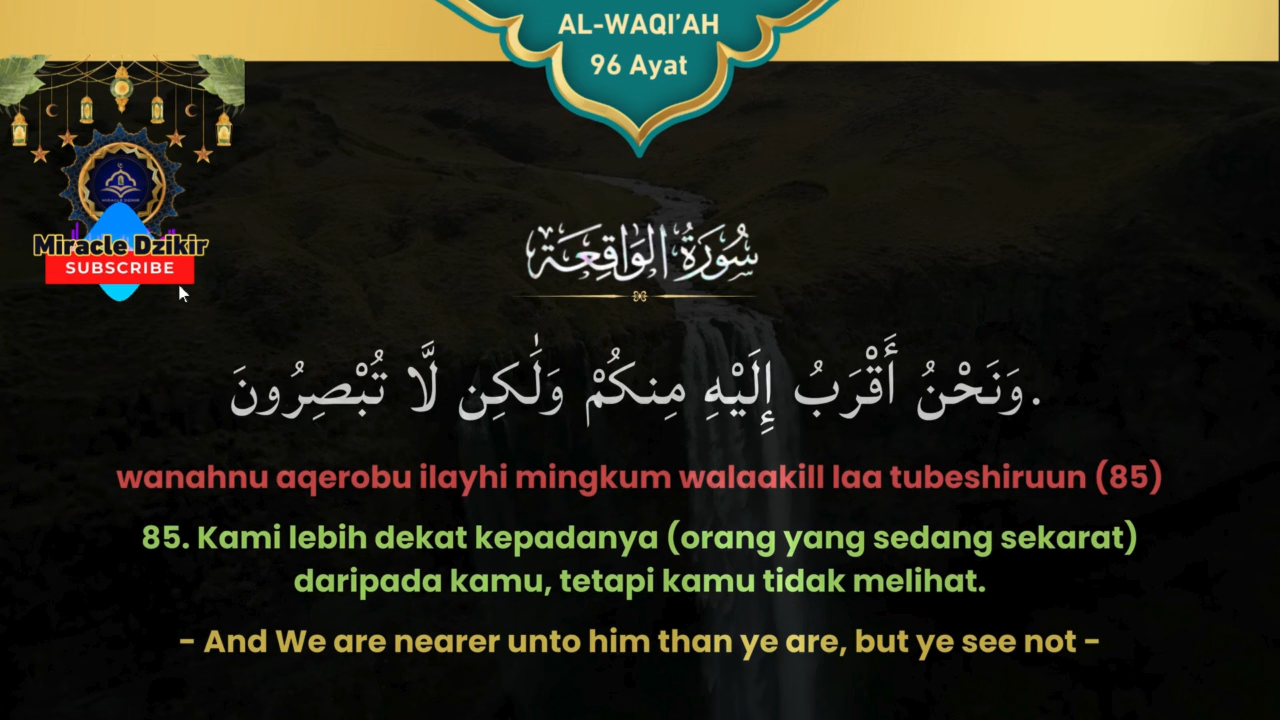 AL-WAQI’AH
96 Ayat
Miracle Dzikir
SUBSCRIBE
سُورَةُ الوَاقِعَة
وَنَحْنُ أَقْرَبُ إِلَيْهِ مِنكُمْ وَلَٰكِن لَّا تُبْصِرُونَ.
wanahnu aqerobu ilayhi mingkum walaakill laa tubeshiruun (85)
85. Kami lebih dekat kepadanya (orang yang sedang sekarat)
daripada kamu, tetapi kamu tidak melihat.
- And We are nearer unto him than ye are, but ye see not -